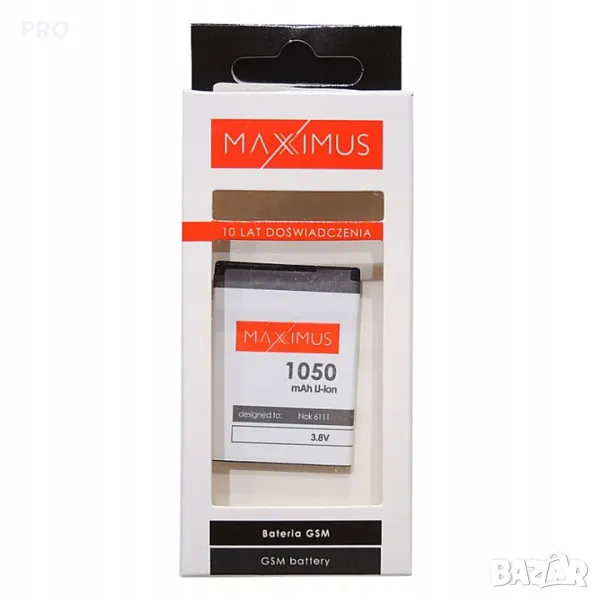 PRO
MAXIMUS
10 LAT DOSWIADCZENIA
MAXIMUS
1050
mAh Li-ion
designed to: Nok 6111
3.8V
Bateria GSM
GSM battery
BAZAR